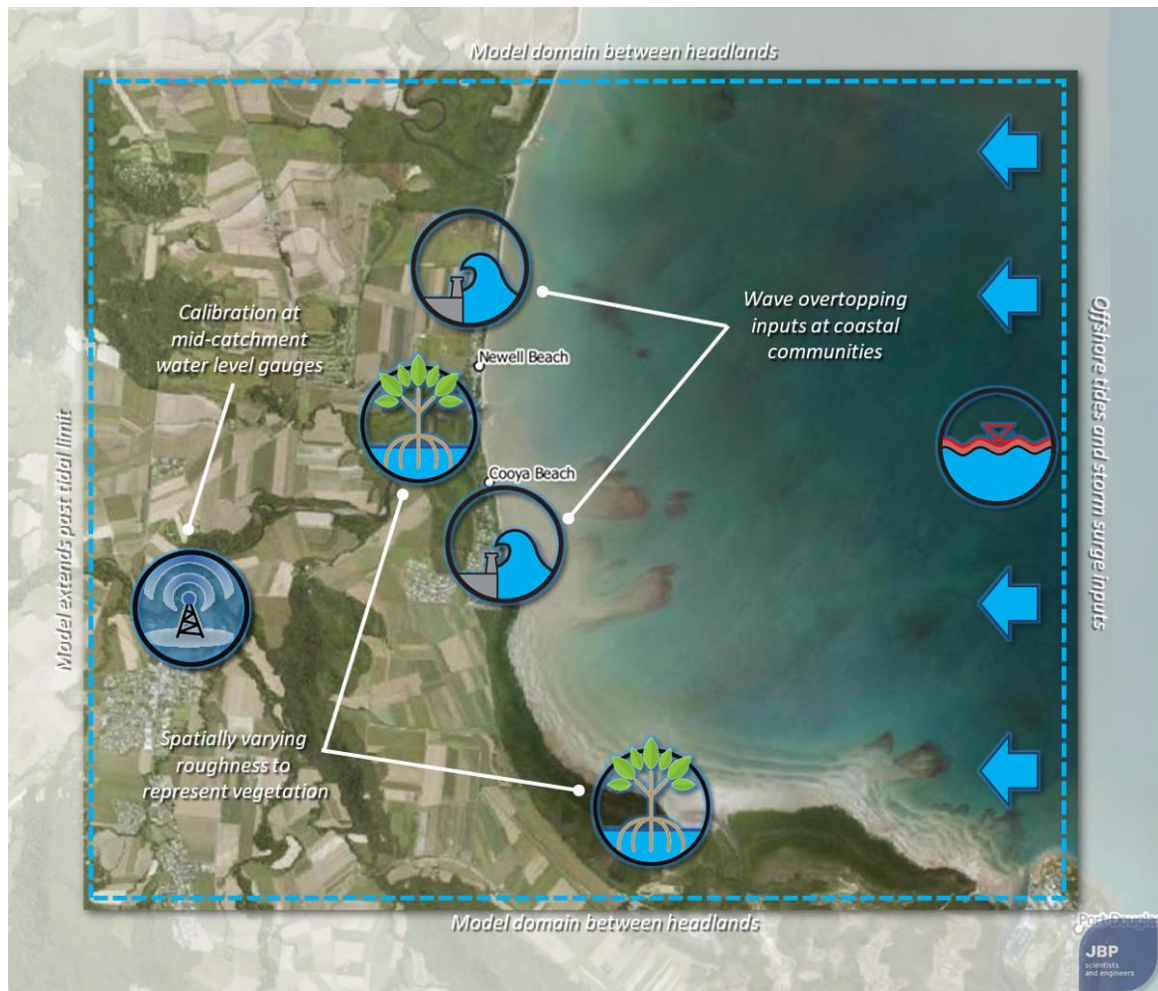 Model domain between headlands
Calibration at
mid-catchment
water level gauges
Wave overtopping
inputs at coastal
communities
Newell Beach
Cooya Beach
Model extends past tidal limit
Offshore tides and storm surge inputs
Spatially varying
roughness to
represent vegetation
Model domain between headlands
Port Douglas
JBP
scientists
and engineers